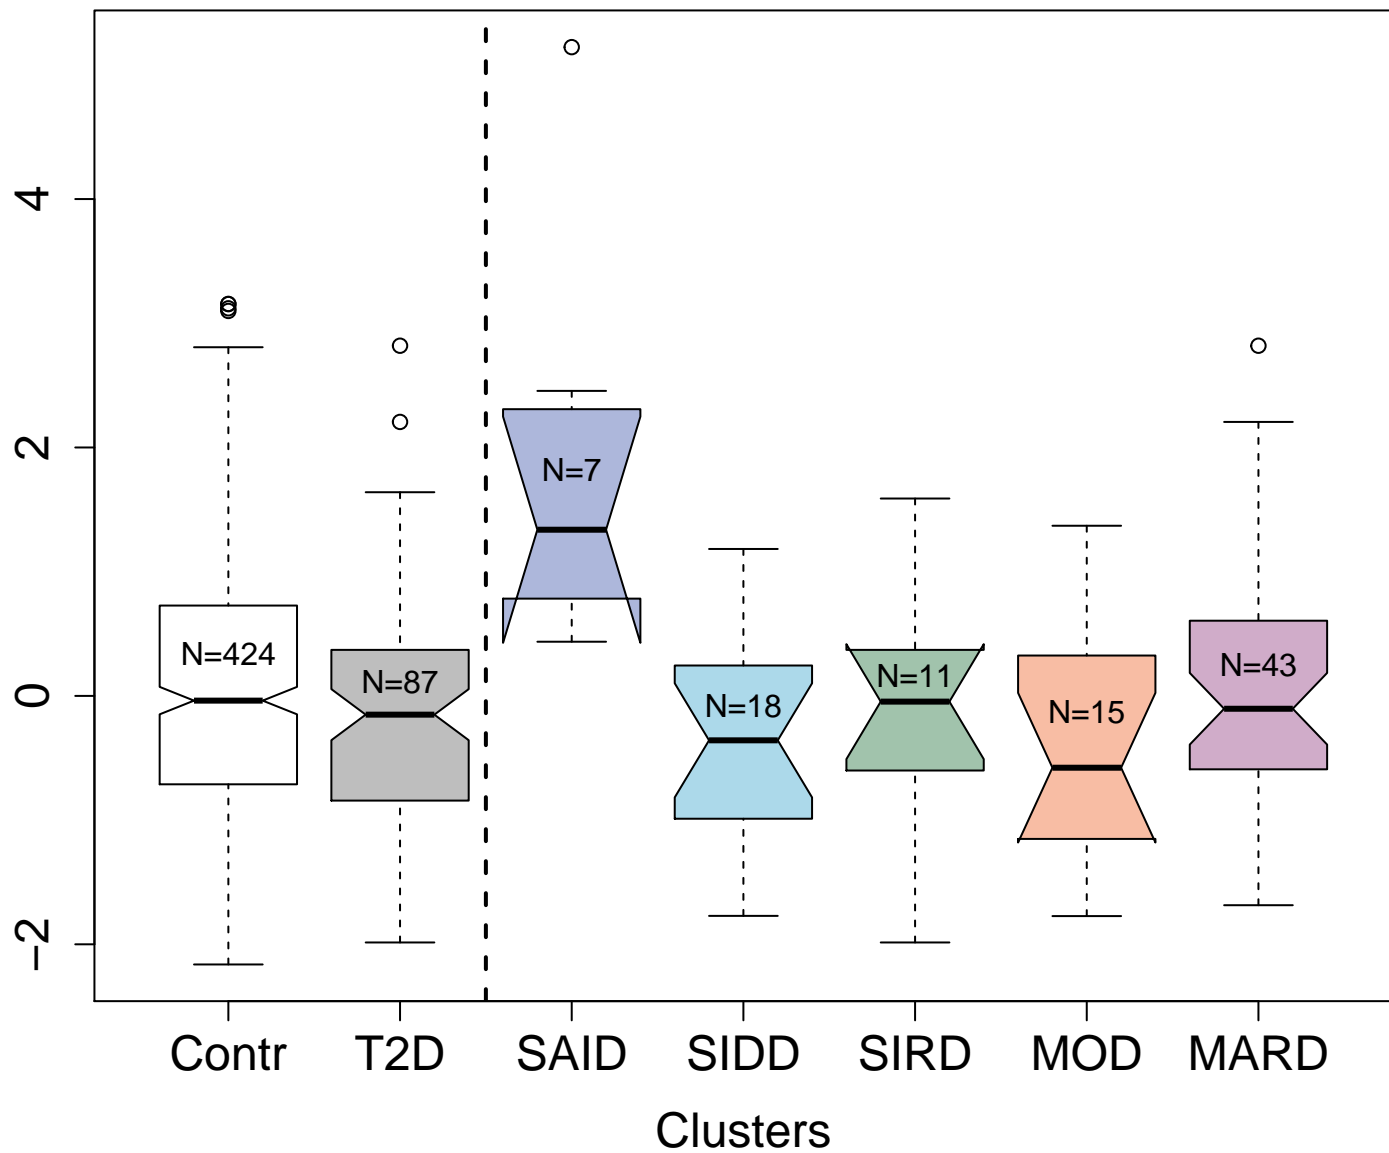 4
2
0
−2
N=424
N=87
N=7
N=18
N=11
N=15
N=43
Contr T2D SAID SIDD SIRD MOD MARD
Clusters